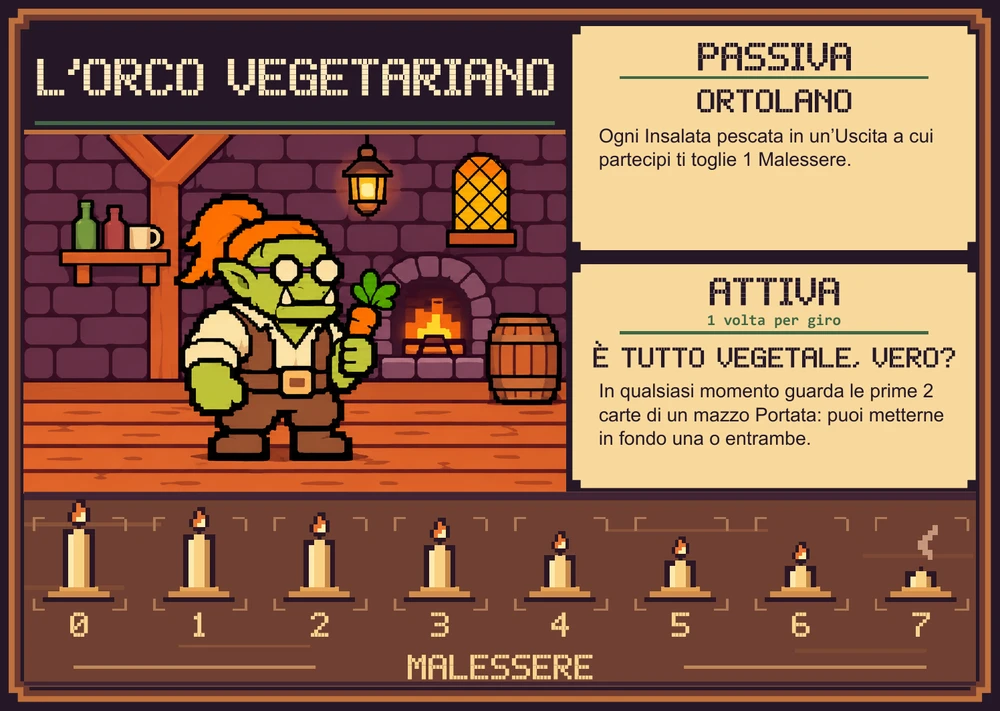 L'ORCO VEGETARIANO
PASSIVA
ORTOLANO
Ogni Insalata pescata in un'Uscita a cui
partecipi ti toglie 1 Malessere.
ATTIVA
1 volta per giro
È TUTTO VEGETALE, VERO?
In qualsiasi momento guarda le prime 2
carte di un mazzo Portata: puoi metterne
in fondo una o entrambe.
0 1 2 3 4 5 6 7
MALESSERE